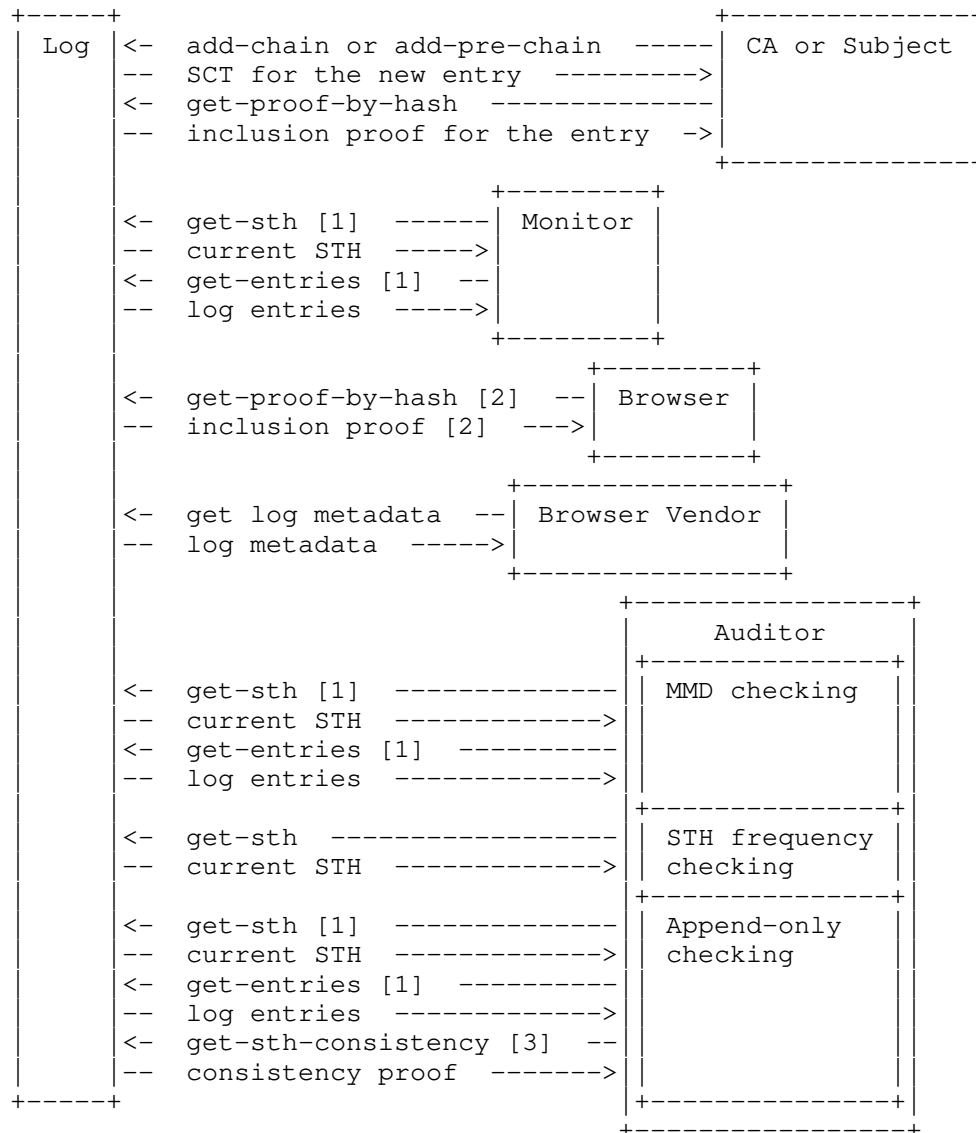 Log <- add-chain or add-pre-chain -----| CA or Subject
-- SCT for the new entry --------->
<- get-proof-by-hash --------------
-- inclusion proof for the entry ->
<- get-sth [1] ------| Monitor
-- current STH ----->
<- get-entries [1] --
-- log entries ----->
<- get-proof-by-hash [2] --| Browser
-- inclusion proof [2] --->
<- get log metadata --| Browser Vendor
-- log metadata ----->
Auditor
<- get-sth [1] --------------|| MMD checking
-- current STH ------------->
<- get-entries [1] ----------
-- log entries ------------->
<- get-sth ------------------|| STH frequency
-- current STH ------------->|| checking
<- get-sth [1] --------------|| Append-only
-- current STH ------------->|| checking
<- get-entries [1] ----------
-- log entries ------------->
<- get-sth-consistency [3] --
-- consistency proof ------->